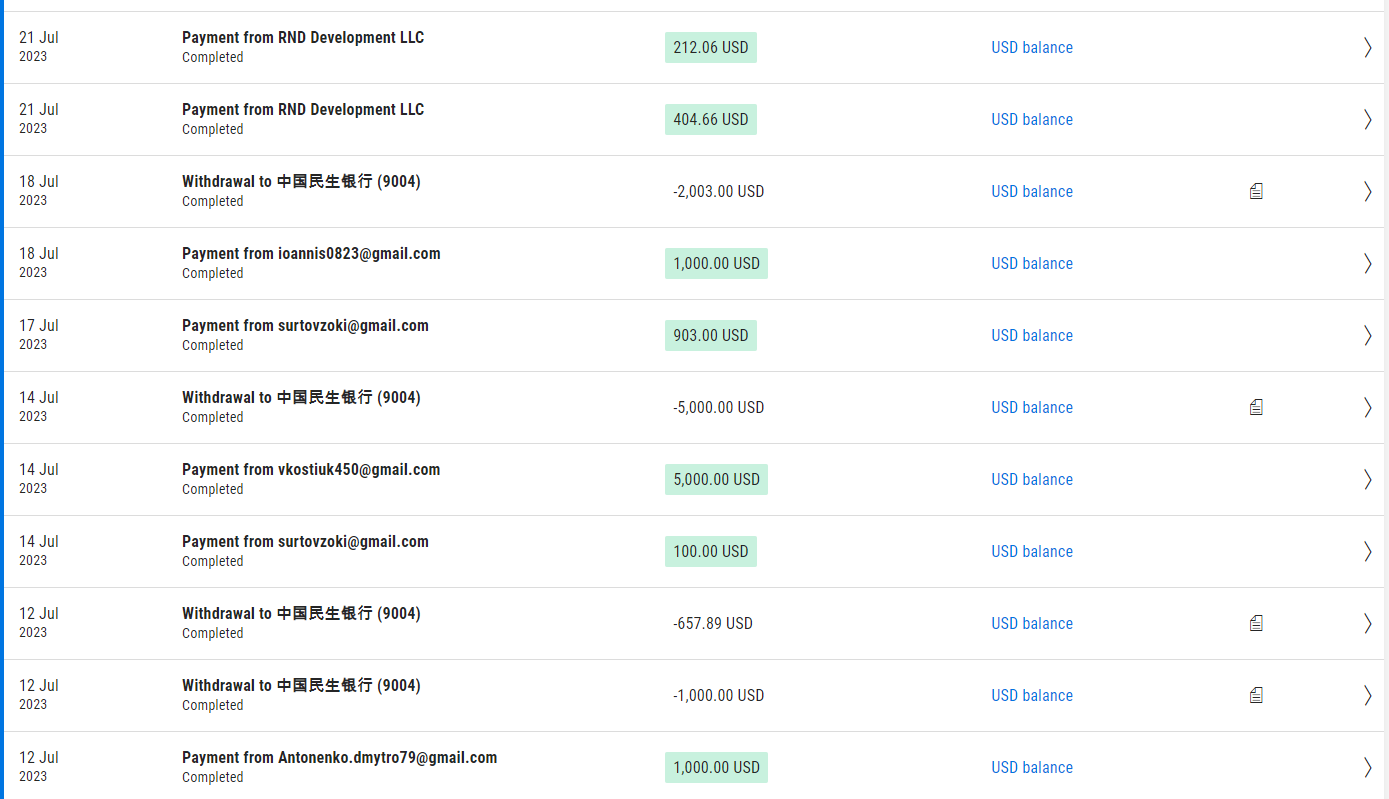 21 Jul
2023
Payment from RND Development LLC
Completed
212.06 USD
USD balance
21 Jul
2023
Payment from RND Development LLC
Completed
404.66 USD
USD balance
18 Jul
2023
Withdrawal to 中国民生银行 (9004)
Completed
-2,003.00 USD
USD balance
18 Jul
2023
Payment from ioannis0823@gmail.com
Completed
1,000.00 USD
USD balance
17 Jul
2023
Payment from surtovzoki@gmail.com
Completed
903.00 USD
USD balance
14 Jul
2023
Withdrawal to 中国民生银行 (9004)
Completed
-5,000.00 USD
USD balance
14 Jul
2023
Payment from vkostiuk450@gmail.com
Completed
5,000.00 USD
USD balance
14 Jul
2023
Payment from surtovzoki@gmail.com
Completed
100.00 USD
USD balance
12 Jul
2023
Withdrawal to 中国民生银行 (9004)
Completed
-657.89 USD
USD balance
12 Jul
2023
Withdrawal to 中国民生银行 (9004)
Completed
-1,000.00 USD
USD balance
12 Jul
2023
Payment from Antonenko.dmytro79@gmail.com
Completed
1,000.00 USD
USD balance